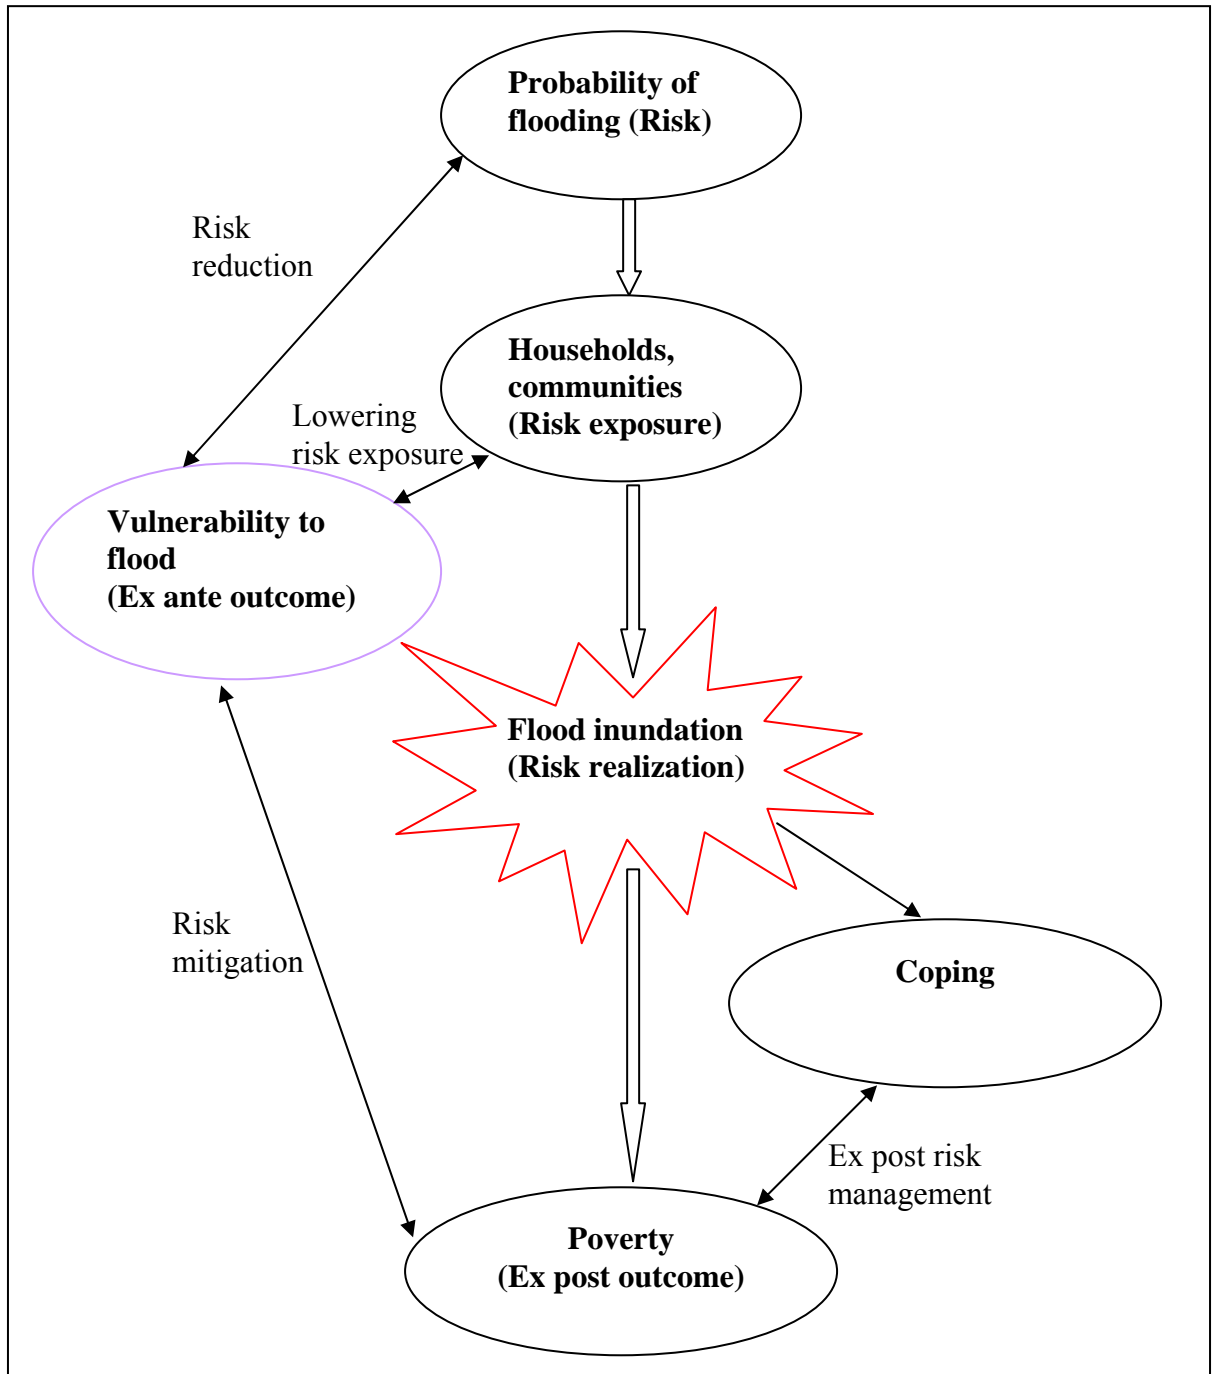 Probability of
flooding (Risk)
Risk
reduction
Households,
communities
(Risk exposure)
Lowering
risk exposure
Vulnerability to
flood
(Ex ante outcome)
Flood inundation
(Risk realization)
Risk
mitigation
Coping
Ex post risk
management
Poverty
(Ex post outcome)